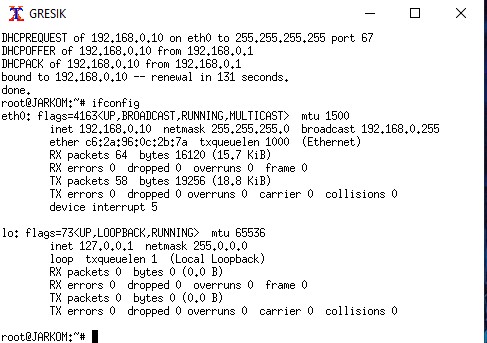 GRESIK
DHCPREQUEST of 192.168.0.10 on eth0 to 255.255.255.255 port 67
DHCPOFFER of 192.168.0.10 from 192.168.0.1
DHCPACK of 192.168.0.10 from 192.168.0.1
bound to 192.168.0.10 -- renewal in 131 seconds.
done.
root@JARKOM:~# ifconfig
eth0: flags=4163<UP,BROADCAST,RUNNING,MULTICAST>  mtu 1500
        inet 192.168.0.10  netmask 255.255.255.0  broadcast 192.168.0.255
        ether c6:2a:96:0c:2b:7a  txqueuelen 1000  (Ethernet)
        RX packets 64  bytes 16120 (15.7 KiB)
        RX errors 0  dropped 0  overruns 0  frame 0
        TX packets 58  bytes 19256 (18.8 KiB)
        TX errors 0  dropped 0 overruns 0  carrier 0  collisions 0
        device interrupt 5

lo: flags=73<UP,LOOPBACK,RUNNING>  mtu 65536
        inet 127.0.0.1  netmask 255.0.0.0
        loop  txqueuelen 1  (Local Loopback)
        RX packets 0  bytes 0 (0.0 B)
        RX errors 0  dropped 0  overruns 0  frame 0
        TX packets 0  bytes 0 (0.0 B)
        TX errors 0  dropped 0 overruns 0  carrier 0  collisions 0

root@JARKOM:~#